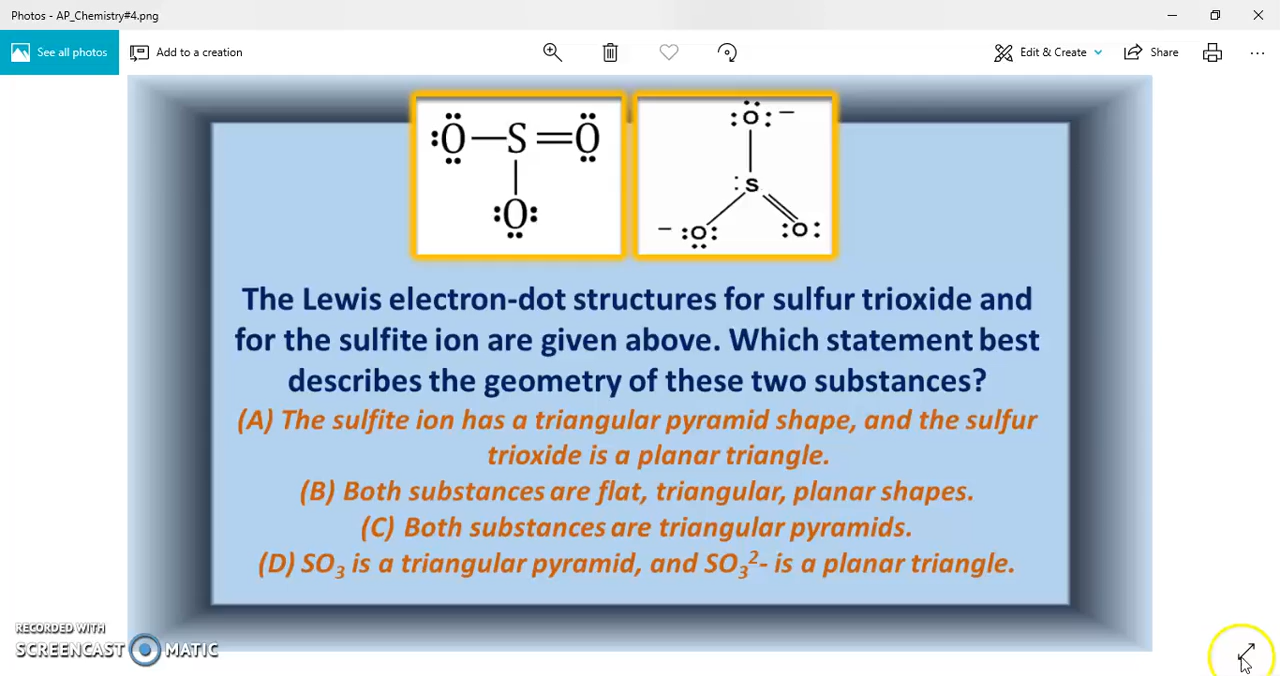 Photos - AP_Chemistry#4.png
See all photos
Add to a creation
Edit & Create
Share
:Ö—S=Ö
:O:
:O: −
:S
− :O: :O:
The Lewis electron-dot structures for sulfur trioxide and
for the sulfite ion are given above. Which statement best
describes the geometry of these two substances?
(A) The sulfite ion has a triangular pyramid shape, and the sulfur
trioxide is a planar triangle.
(B) Both substances are flat, triangular, planar shapes.
(C) Both substances are triangular pyramids.
(D) SO₃ is a triangular pyramid, and SO₃²- is a planar triangle.
RECORDED WITH
SCREENCAST MATIC